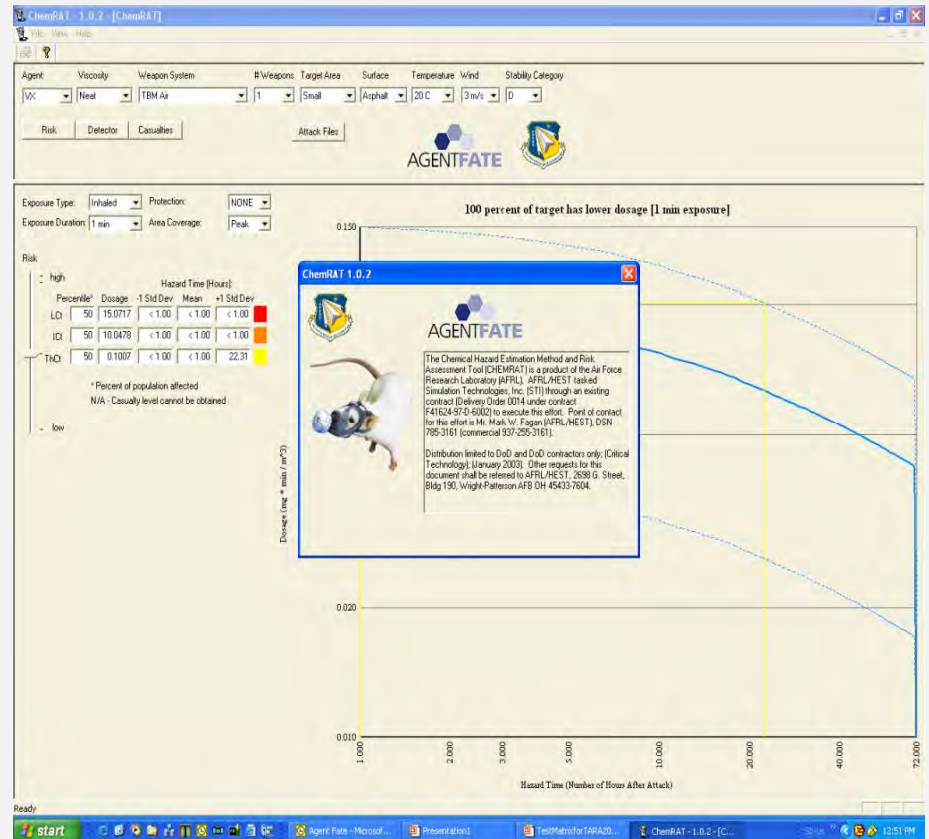 ChemRAT - 1.0.2 - [ChemRAT]
File View Help
Agent: Viscosity Weapon System # Weapons Target Area Surface Temperature Wind Stability Category
VX Neat TBM Air 1 Small Asphalt 20 C 3 m/s D
Risk Detector Casualties Attack Files
AGENTFATE
Exposure Type: Inhaled Protection: NONE
Exposure Duration: 1 min Area Coverage: Peak
Risk
high
Hazard Time (Hours):
Percentile* Dosage -1 Std Dev Mean +1 Std Dev
LCt 50 15.0717 < 1.00 < 1.00 < 1.00
ICt 50 10.0478 < 1.00 < 1.00 < 1.00
ThCt 50 0.1007 < 1.00 < 1.00 22.31
* Percent of population affected
N/A - Casualty level cannot be obtained
low
100 percent of target has lower dosage [1 min exposure]
0.150
0.020
0.010
Dosage (mg * min / m^3)
1.000 2.000 3.000 5.000 10.000 20.000 40.000 72.000
Hazard Time (Number of Hours After Attack)
ChemRAT 1.0.2
AGENTFATE
The Chemical Hazard Estimation Method and Risk
Assessment Tool (CHEMRAT) is a product of the Air Force
Research Laboratory (AFRL). AFRL/HEST tasked
Simulation Technologies, Inc. (STI) through an existing
contract (Delivery Order 0014 under contract
F41624-97-D-6002) to execute this effort. Point of contact
for this effort is Mr. Mark W. Fagan (AFRL/HEST), DSN
785-3161 (commercial 937-255-3161).
Distribution limited to DoD and DoD contractors only; (Critical
Technology); (January 2003). Other requests for this
document shall be referred to AFRL/HEST, 2698 G. Street,
Bldg 190, Wright-Patterson AFB OH 45433-7604.
Ready
start Agent Fate - Microsof... Presentation1 TestMatrixforTARA20... ChemRAT - 1.0.2 - [C... 12:51 PM